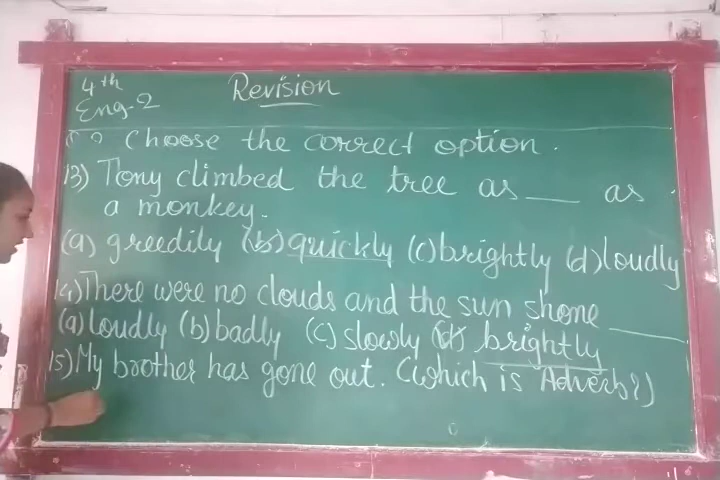 4th
Eng-2
Revision
Choose the correct option.
13) Tony climbed the tree as ___ as
a monkey.
(a) greedily (b) quickly (c) brightly (d) loudly
14) There were no clouds and the sun shone ______
(a) loudly (b) badly (c) slowly (d) brightly
15) My brother has gone out. (which is Adverb?)